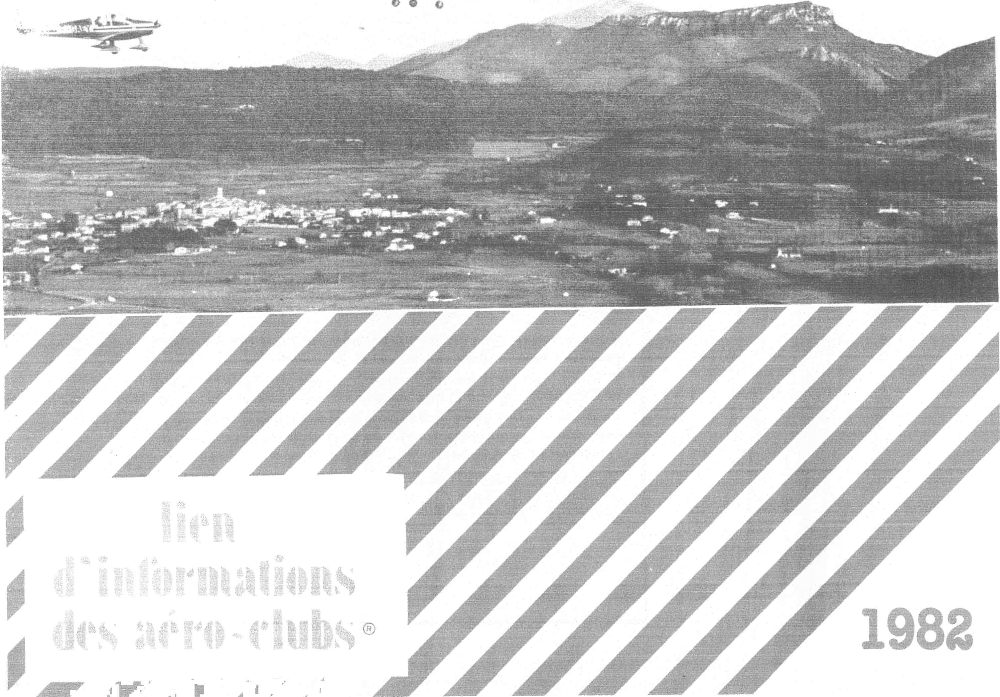 lien
d'informations
des aéro-clubs®
1982